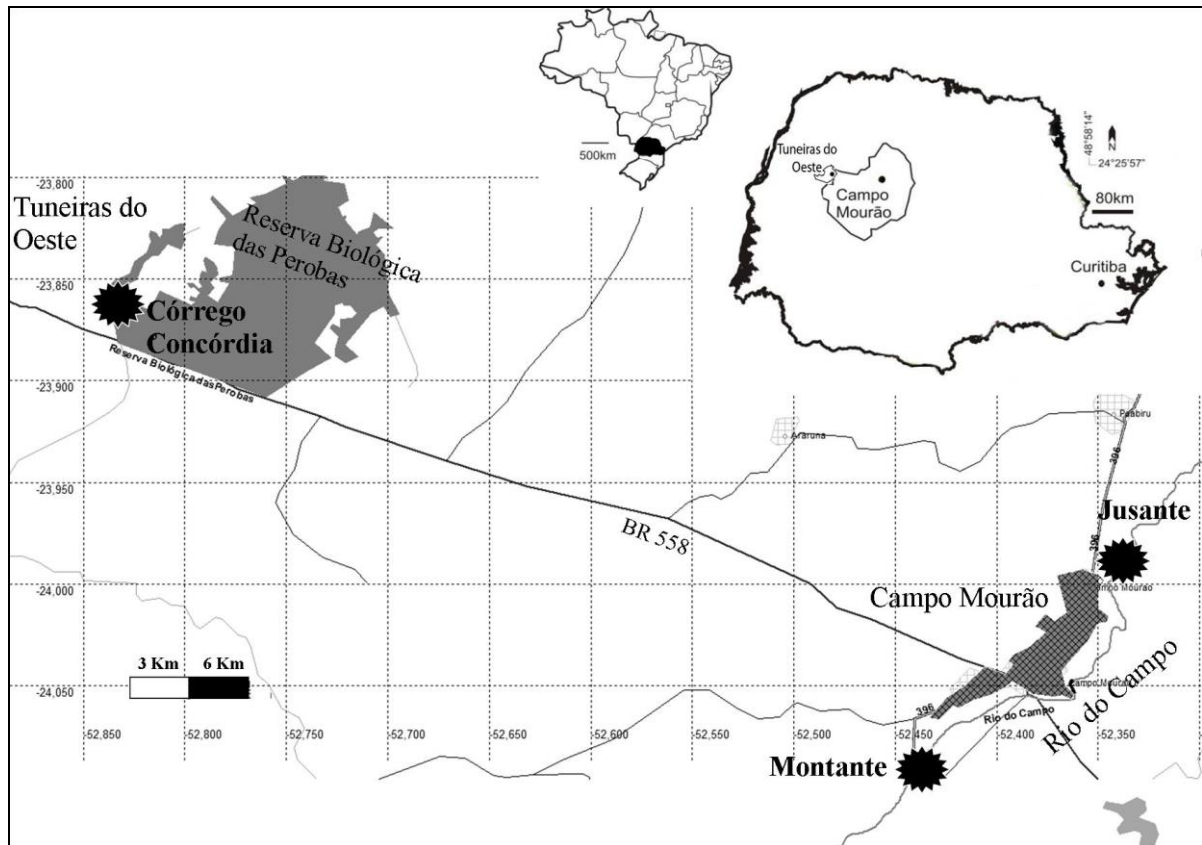 500km
Tuneiras do
Oeste
Campo
Mourão
48°58'14"
N
24°25'57"
80km
Curitiba
-23,800
Tuneiras do
Oeste
Reserva Biológica
das Perobas
-23,850
Córrego
Concórdia
Reserva Biológica das Perobas
-23,900
Araruna
396
-23,950
BR 558
Jusante
396
-24,000
Campo Mourão
3 Km 6 Km
-24,050
Rio do Campo
396
Rio do Campo
-52,850 -52,800 -52,750 -52,700 -52,650 -52,600 -52,550 -52,500 -52,450 -52,400 -52,350
Montante